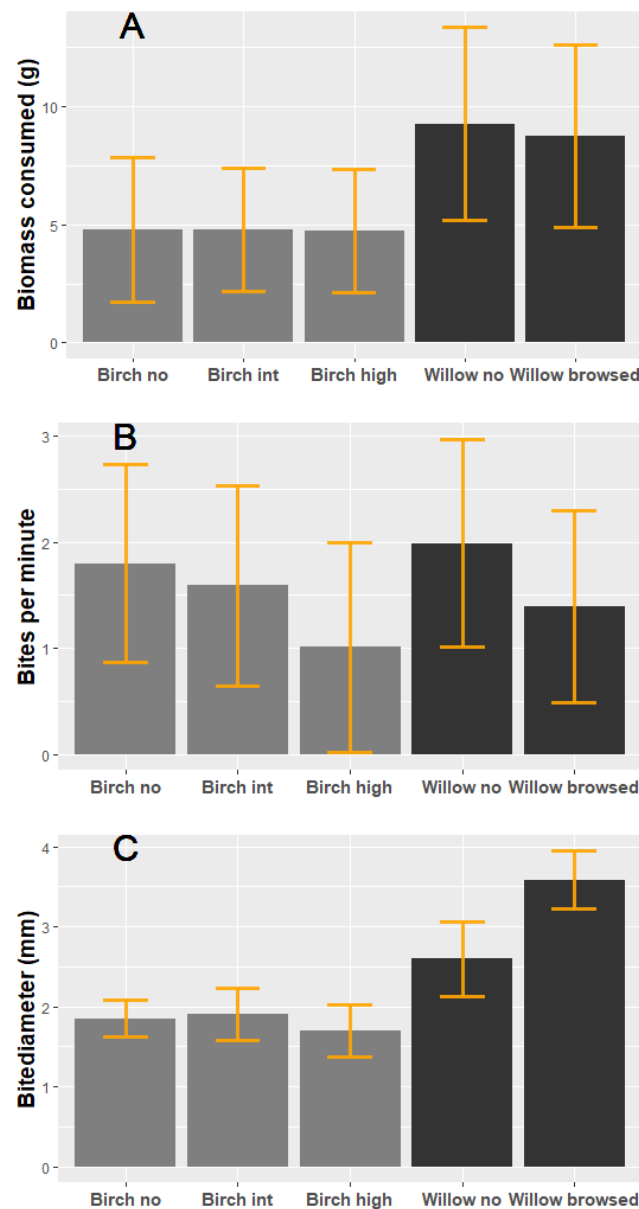 A
Biomass consumed (g)
10
5
0
Birch no Birch int Birch high Willow no Willow browsed
B
Bites per minute
3
2
1
0
Birch no Birch int Birch high Willow no Willow browsed
C
Bitediameter (mm)
4
3
2
1
0
Birch no Birch int Birch high Willow no Willow browsed